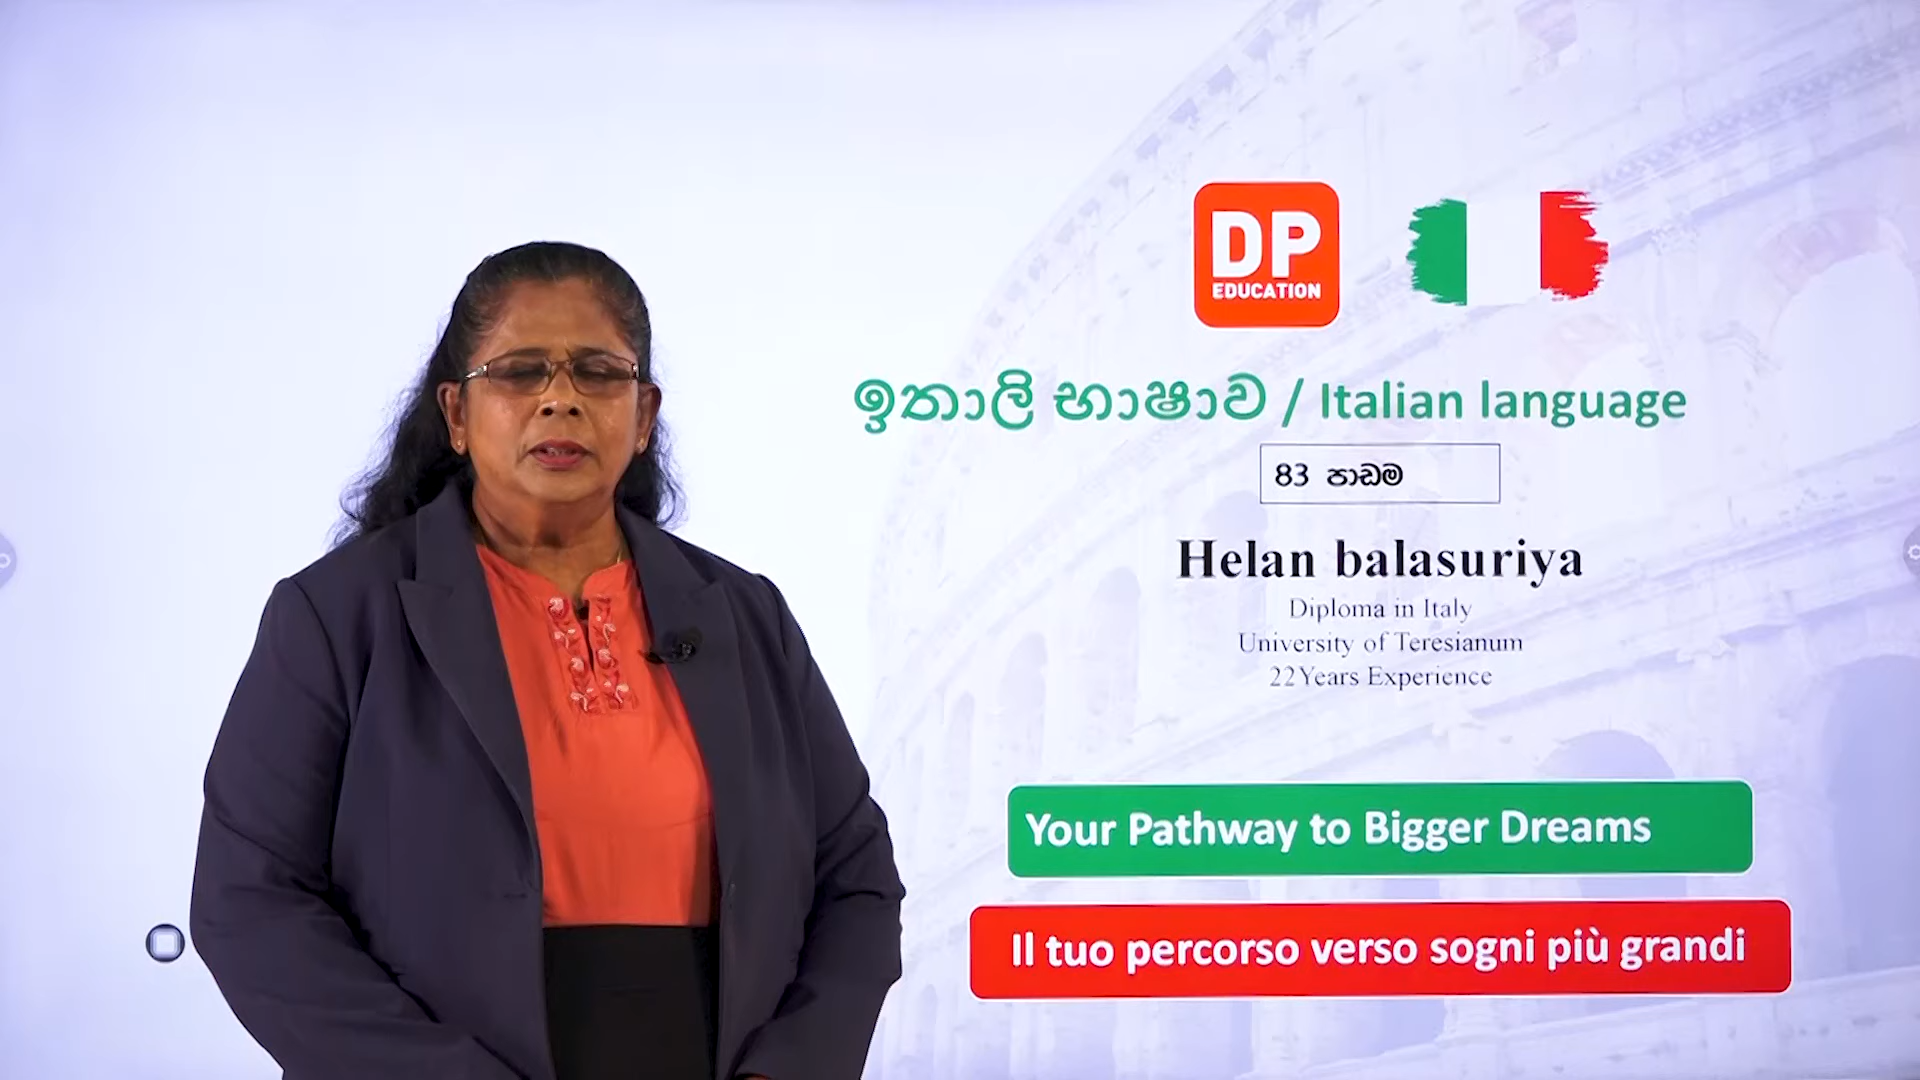 DP
EDUCATION
ඉතාලි භාෂාව / Italian language
83 පාඩම
Helan balasuriya
Diploma in Italy
University of Teresianum
22Years Experience
Your Pathway to Bigger Dreams
Il tuo percorso verso sogni più grandi